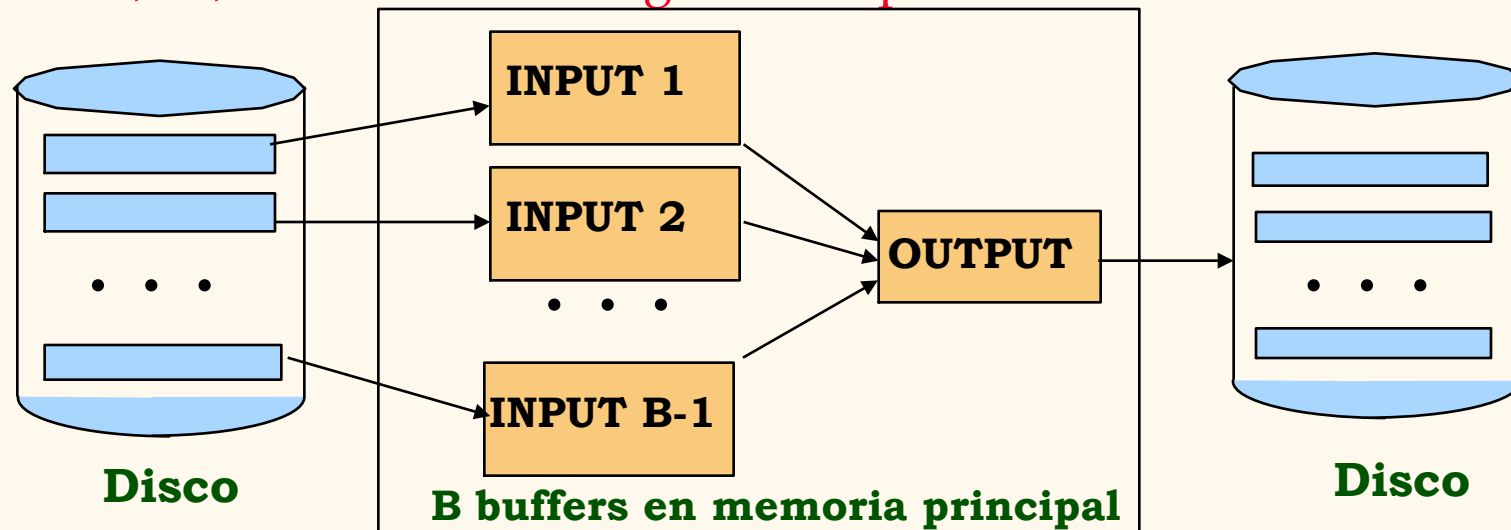 INPUT 1
INPUT 2
OUTPUT
INPUT B-1
Disco
B buffers en memoria principal
Disco